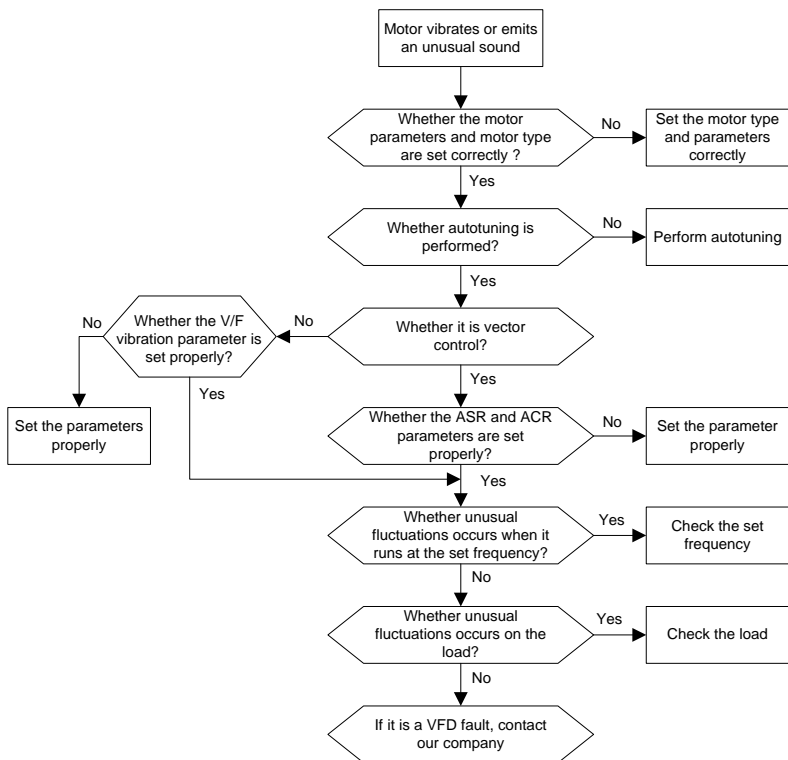 Motor vibrates or emits
an unusual sound
Whether the motor
parameters and motor type
are set correctly ?
No
Set the motor type
and parameters
correctly
Yes
Whether autotuning is
performed?
No
Perform autotuning
Yes
No
Whether the V/F
vibration parameter is
set properly?
No
Whether it is vector
control?
Yes
Yes
Set the parameters
properly
Whether the ASR and ACR
parameters are set
properly?
No
Set the parameter
properly
Yes
Whether unusual
fluctuations occurs when it
runs at the set frequency?
Yes
Check the set
frequency
No
Whether unusual
fluctuations occurs on the
load?
Yes
Check the load
No
If it is a VFD fault, contact
our company